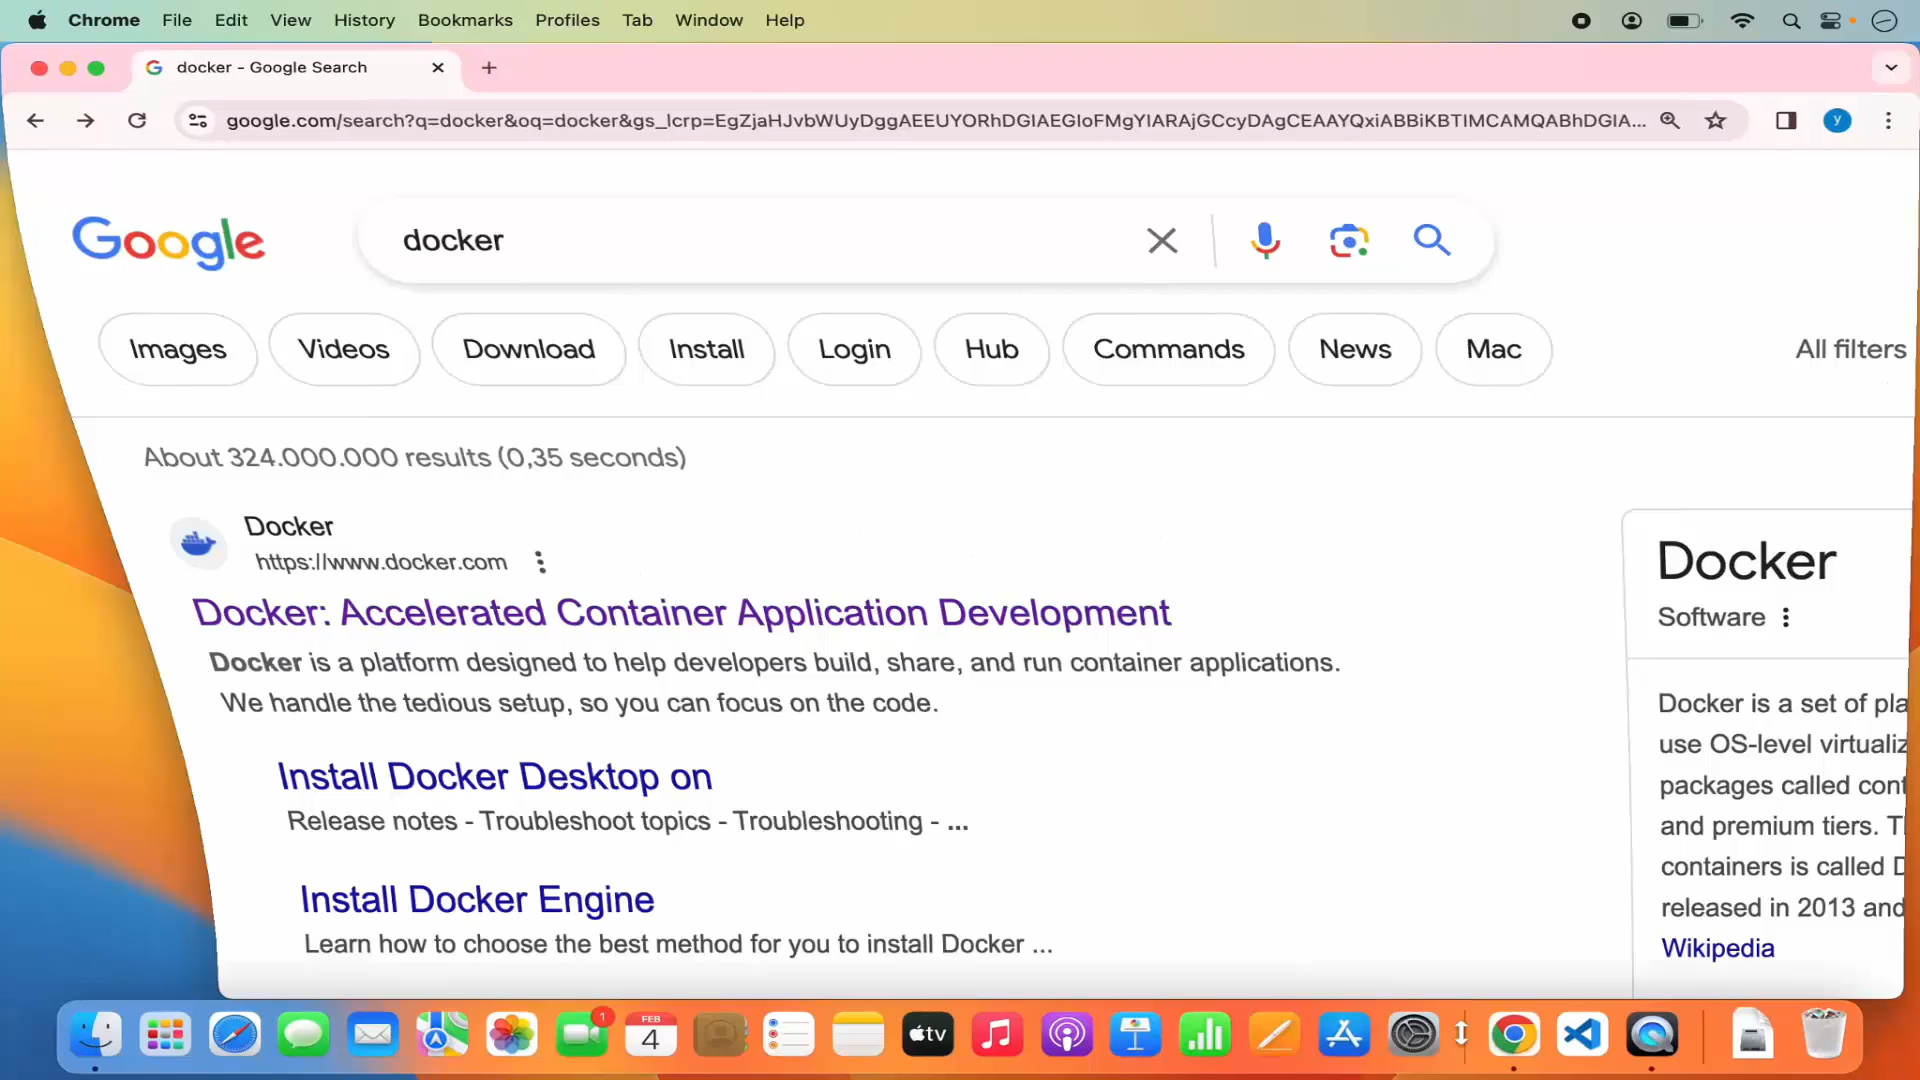 Chrome File Edit View History Bookmarks Profiles Tab Window Help
docker - Google Search
google.com/search?q=docker&oq=docker&gs_lcrp=EgZjaHJvbWUyDggAEEUYORhDGIAEGIoFMgYIARAjGCcyDAgCEAAYQxiABBiKBTIMCAMQABhDGIA...
y
Google
docker
Images Videos Download Install Login Hub Commands News Mac All filters
About 324.000.000 results (0,35 seconds)
Docker
https://www.docker.com
Docker: Accelerated Container Application Development
Docker is a platform designed to help developers build, share, and run container applications.
We handle the tedious setup, so you can focus on the code.
Install Docker Desktop on
Release notes - Troubleshoot topics - Troubleshooting - ...
Install Docker Engine
Learn how to choose the best method for you to install Docker ...
Docker
Software
Docker is a set of pla
use OS-level virtualiz
packages called cont
and premium tiers. T
containers is called D
released in 2013 and
Wikipedia
1
FEB
4
tv